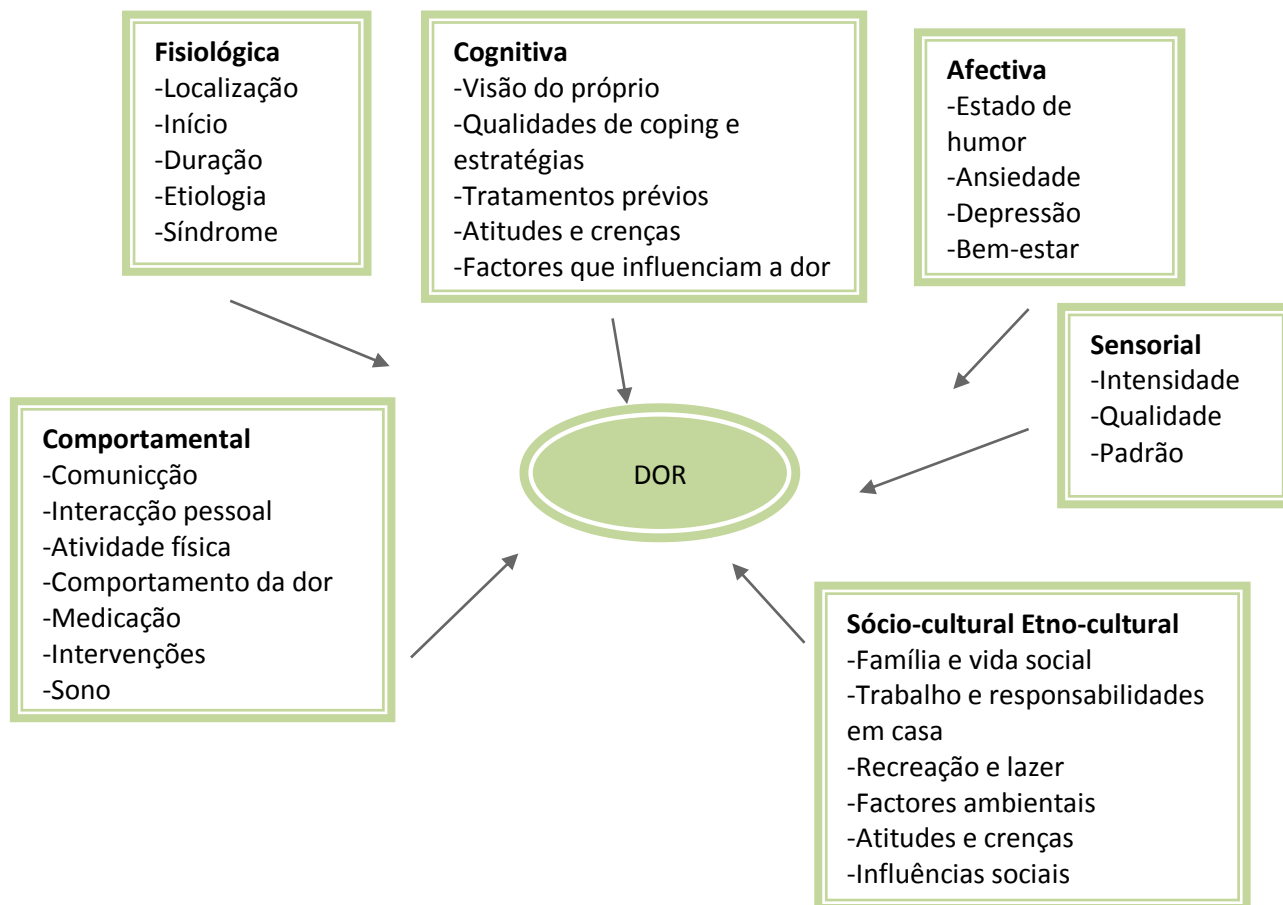 Fisiológica
-Localização
-Início
-Duração
-Etiologia
-Síndrome
Cognitiva
-Visão do próprio
-Qualidades de coping e
estratégias
-Tratamentos prévios
-Atitudes e crenças
-Factores que influenciam a dor
Afectiva
-Estado de
humor
-Ansiedade
-Depressão
-Bem-estar
Sensorial
-Intensidade
-Qualidade
-Padrão
Comportamental
-Comunicção
-Interacção pessoal
-Atividade física
-Comportamento da dor
-Medicação
-Intervenções
-Sono
DOR
Sócio-cultural Etno-cultural
-Família e vida social
-Trabalho e responsabilidades
em casa
-Recreação e lazer
-Factores ambientais
-Atitudes e crenças
-Influências sociais